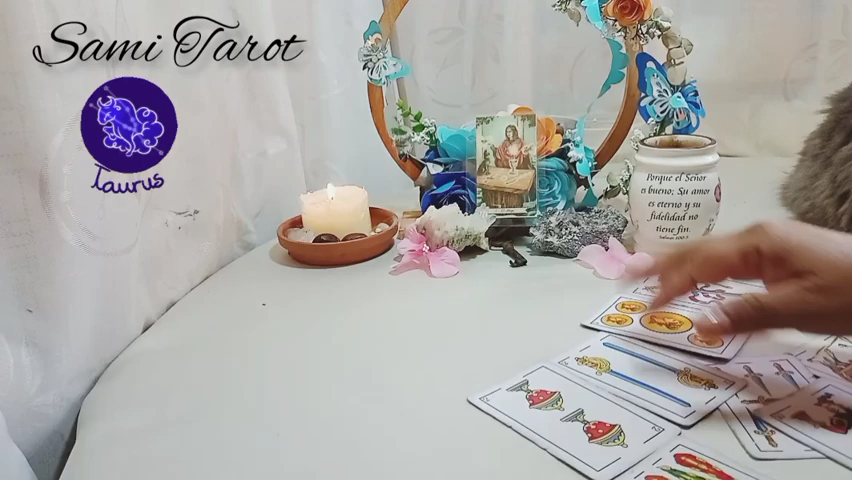 Sami Tarot
Taurus
Porque el Señor
es bueno; Su amor
es eterno y su
fidelidad no
tiene fin.